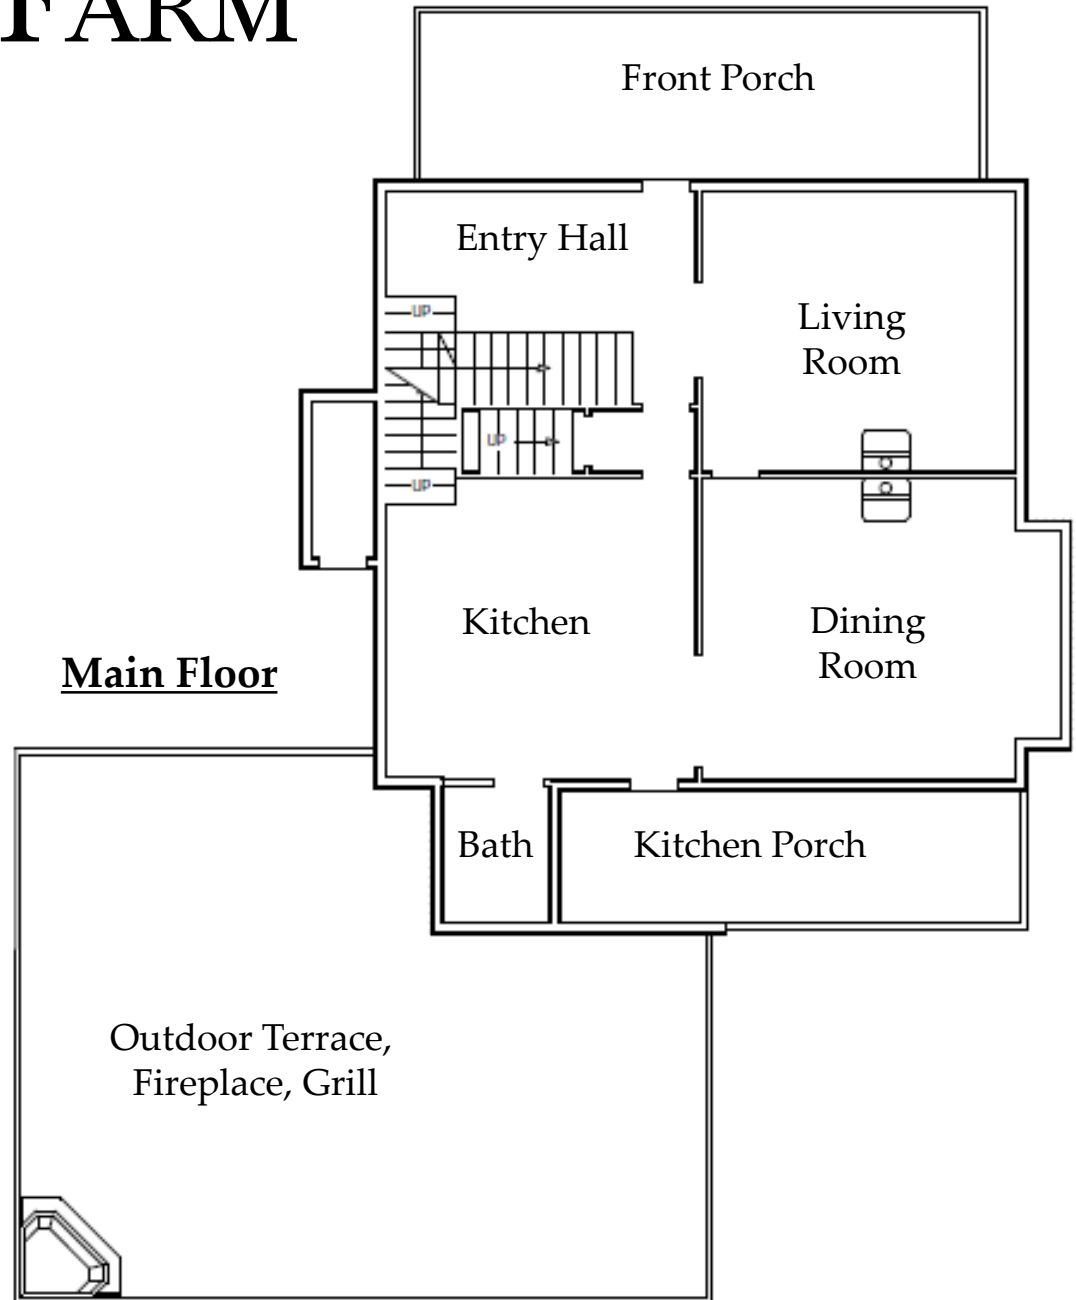 FARM
Front Porch
Entry Hall
UP
Living
Room
UP
UP
Kitchen
Dining
Room
Main Floor
Bath
Kitchen Porch
Outdoor Terrace,
Fireplace, Grill